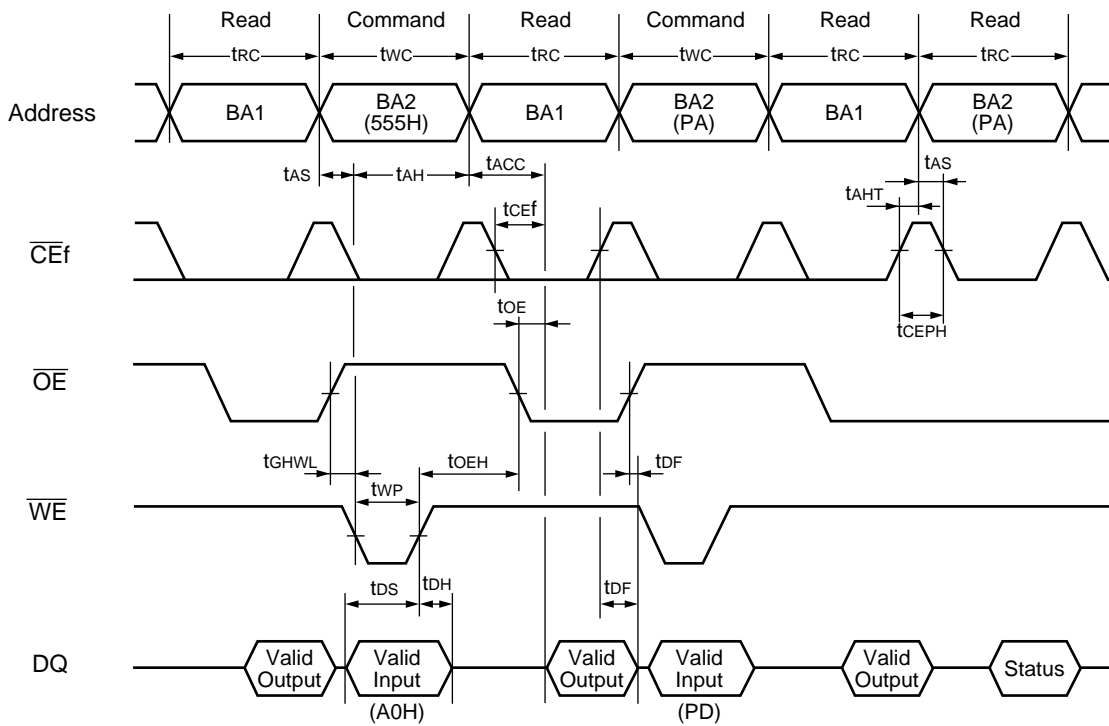 Read Command Read Command Read Read
tRC tWC tRC tWC tRC tRC
Address BA1 BA2 (555H) BA1 BA2 (PA) BA1 BA2 (PA)
tAS tAH tACC tAS
tAHT
tCEf
CEf
tOE
tCEPH
OE
tGHWL tOEH tDF
tWP
WE
tDS tDH tDF
DQ Valid Output Valid Input Valid Output Valid Input Valid Output Status
(A0H) (PD)